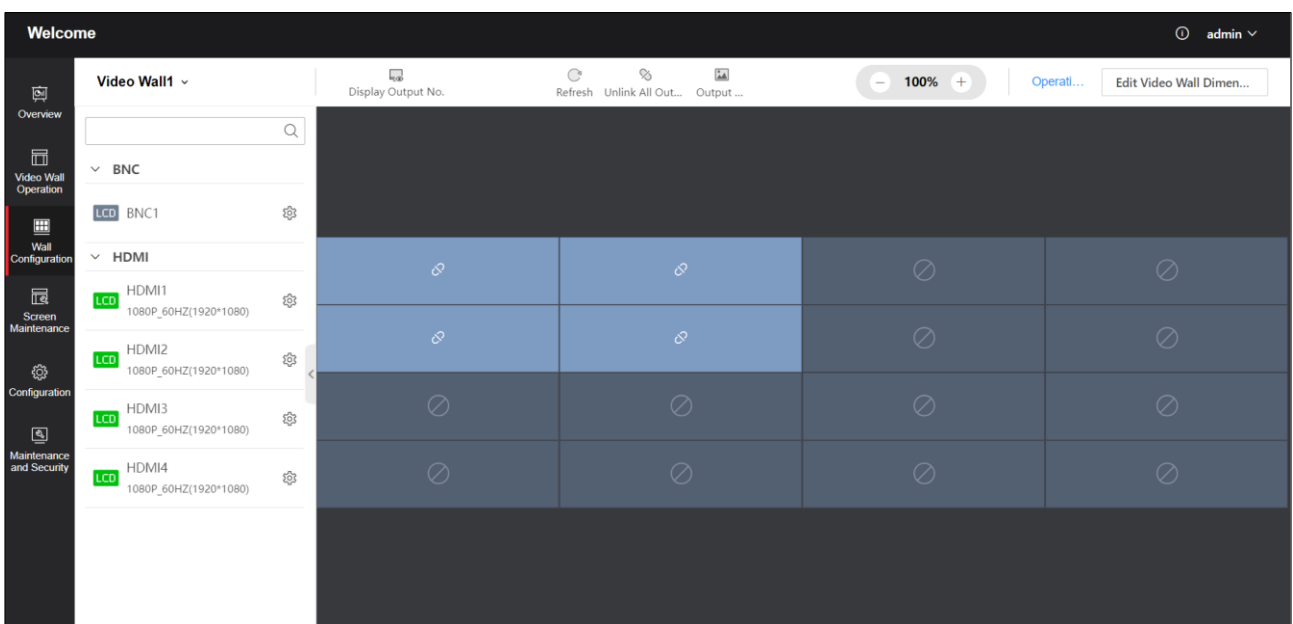 Welcome
admin
Overview
Video Wall
Operation
Wall
Configuration
Screen
Maintenance
Configuration
Maintenance
and Security
Video Wall1
Display Output No.
Refresh
Unlink All Out...
Output ...
100%
Operati...
Edit Video Wall Dimen...
BNC
LCD BNC1
HDMI
LCD HDMI1
1080P_60HZ(1920*1080)
LCD HDMI2
1080P_60HZ(1920*1080)
LCD HDMI3
1080P_60HZ(1920*1080)
LCD HDMI4
1080P_60HZ(1920*1080)